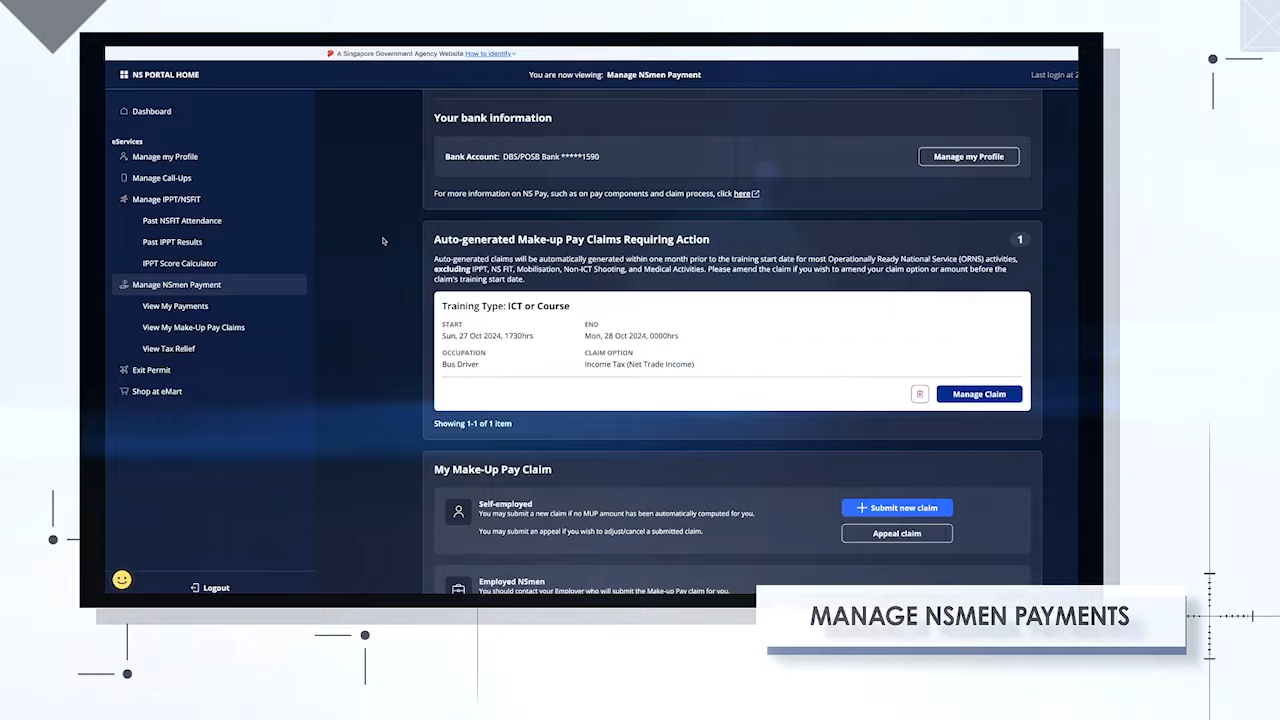 A Singapore Government Agency Website How to identify
NS PORTAL HOME
You are now viewing: Manage NSmen Payment
Last login at 2
Dashboard
eServices
Manage my Profile
Manage Call-Ups
Manage IPPT/NSFIT
Past NSFIT Attendance
Past IPPT Results
IPPT Score Calculator
Manage NSmen Payment
View My Payments
View My Make-Up Pay Claims
View Tax Relief
Exit Permit
Shop at eMart
Logout
Your bank information
Bank Account: DBS/POSB Bank *****1590
Manage my Profile
For more information on NS Pay, such as on pay components and claim process, click here
Auto-generated Make-up Pay Claims Requiring Action
1
Auto-generated claims will be automatically generated within one month prior to the training start date for most Operationally Ready National Service (ORNS) activities,
excluding IPPT, NS FIT, Mobilisation, Non-ICT Shooting, and Medical Activities. Please amend the claim if you wish to amend your claim option or amount before the
claim's training start date.
Training Type: ICT or Course
START
END
Sun, 27 Oct 2024, 1730hrs
Mon, 28 Oct 2024, 0000hrs
OCCUPATION
CLAIM OPTION
Bus Driver
Income Tax (Net Trade Income)
Manage Claim
Showing 1-1 of 1 item
My Make-Up Pay Claim
Self-employed
You may submit a new claim if no MUP amount has been automatically computed for you.
You may submit an appeal if you wish to adjust/cancel a submitted claim.
Submit new claim
Appeal claim
Employed NSmen
You should contact your Employer who will submit the Make-up Pay claim for you.
MANAGE NSMEN PAYMENTS